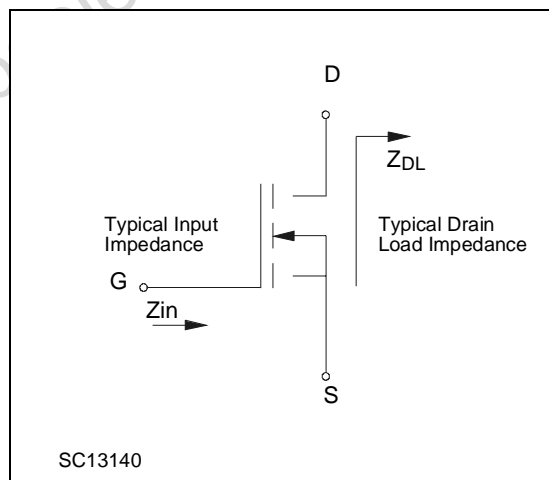 D
ZDL
Typical Input
Impedance
Typical Drain
Load Impedance
G
Zin
S
SC13140